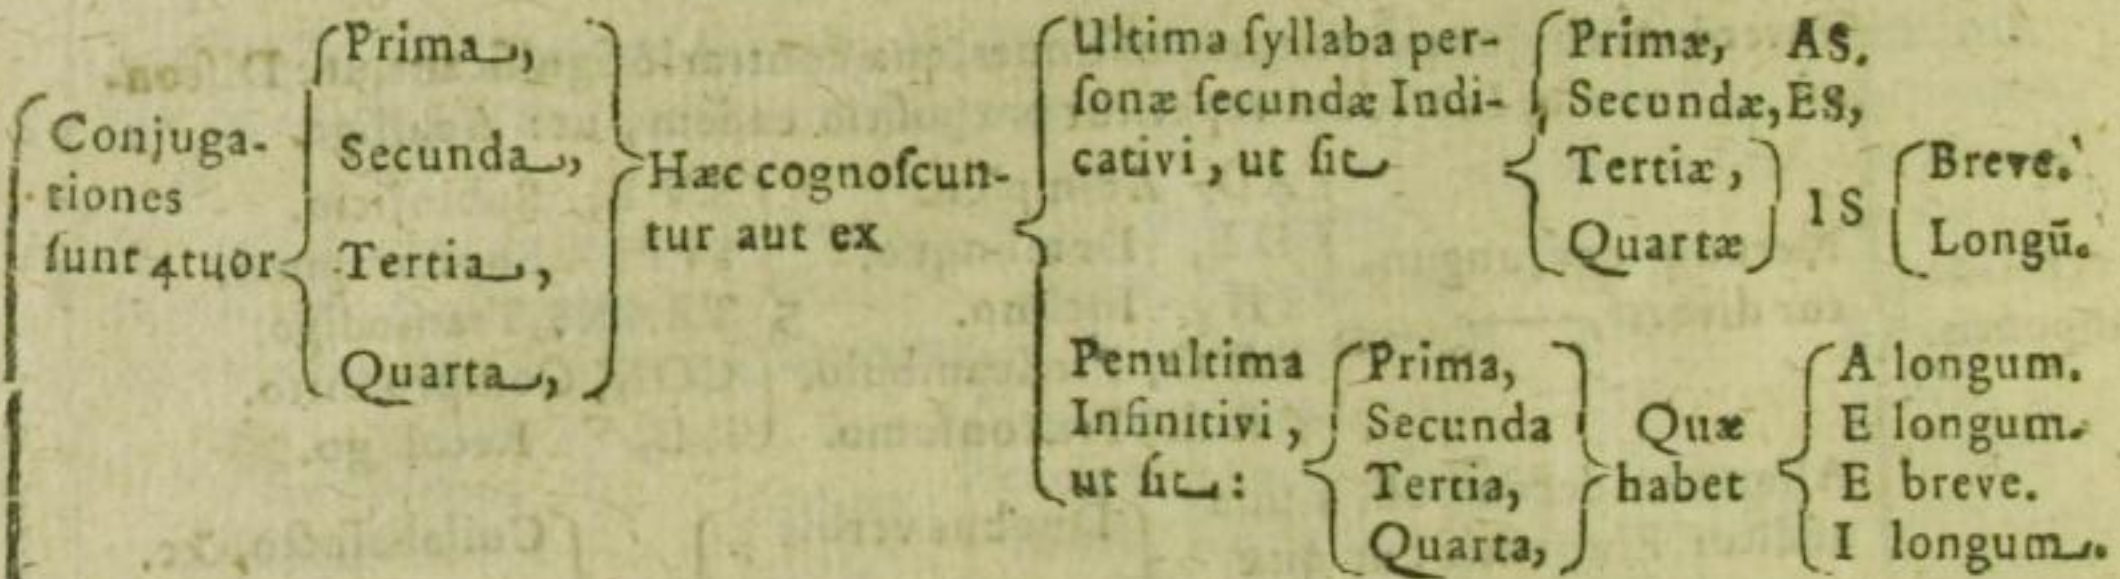 Conjuga-
tiones
ſunt 4tuor
Prima,
Secunda,
Tertia,
Quarta,
Hæc cognoſcun-
tur aut ex
Ultima ſyllaba per-
ſonæ ſecundæ Indi-
cativi, ut ſit
Primæ, AS.
Secundæ, ES,
Tertiæ,
Quartæ
IS
Breve.
Longũ.
Penultima
Infinitivi,
ut ſit:
Prima,
Secunda
Tertia,
Quarta,
Quæ
habet
A longum.
E longum.
E breve.
I longum.